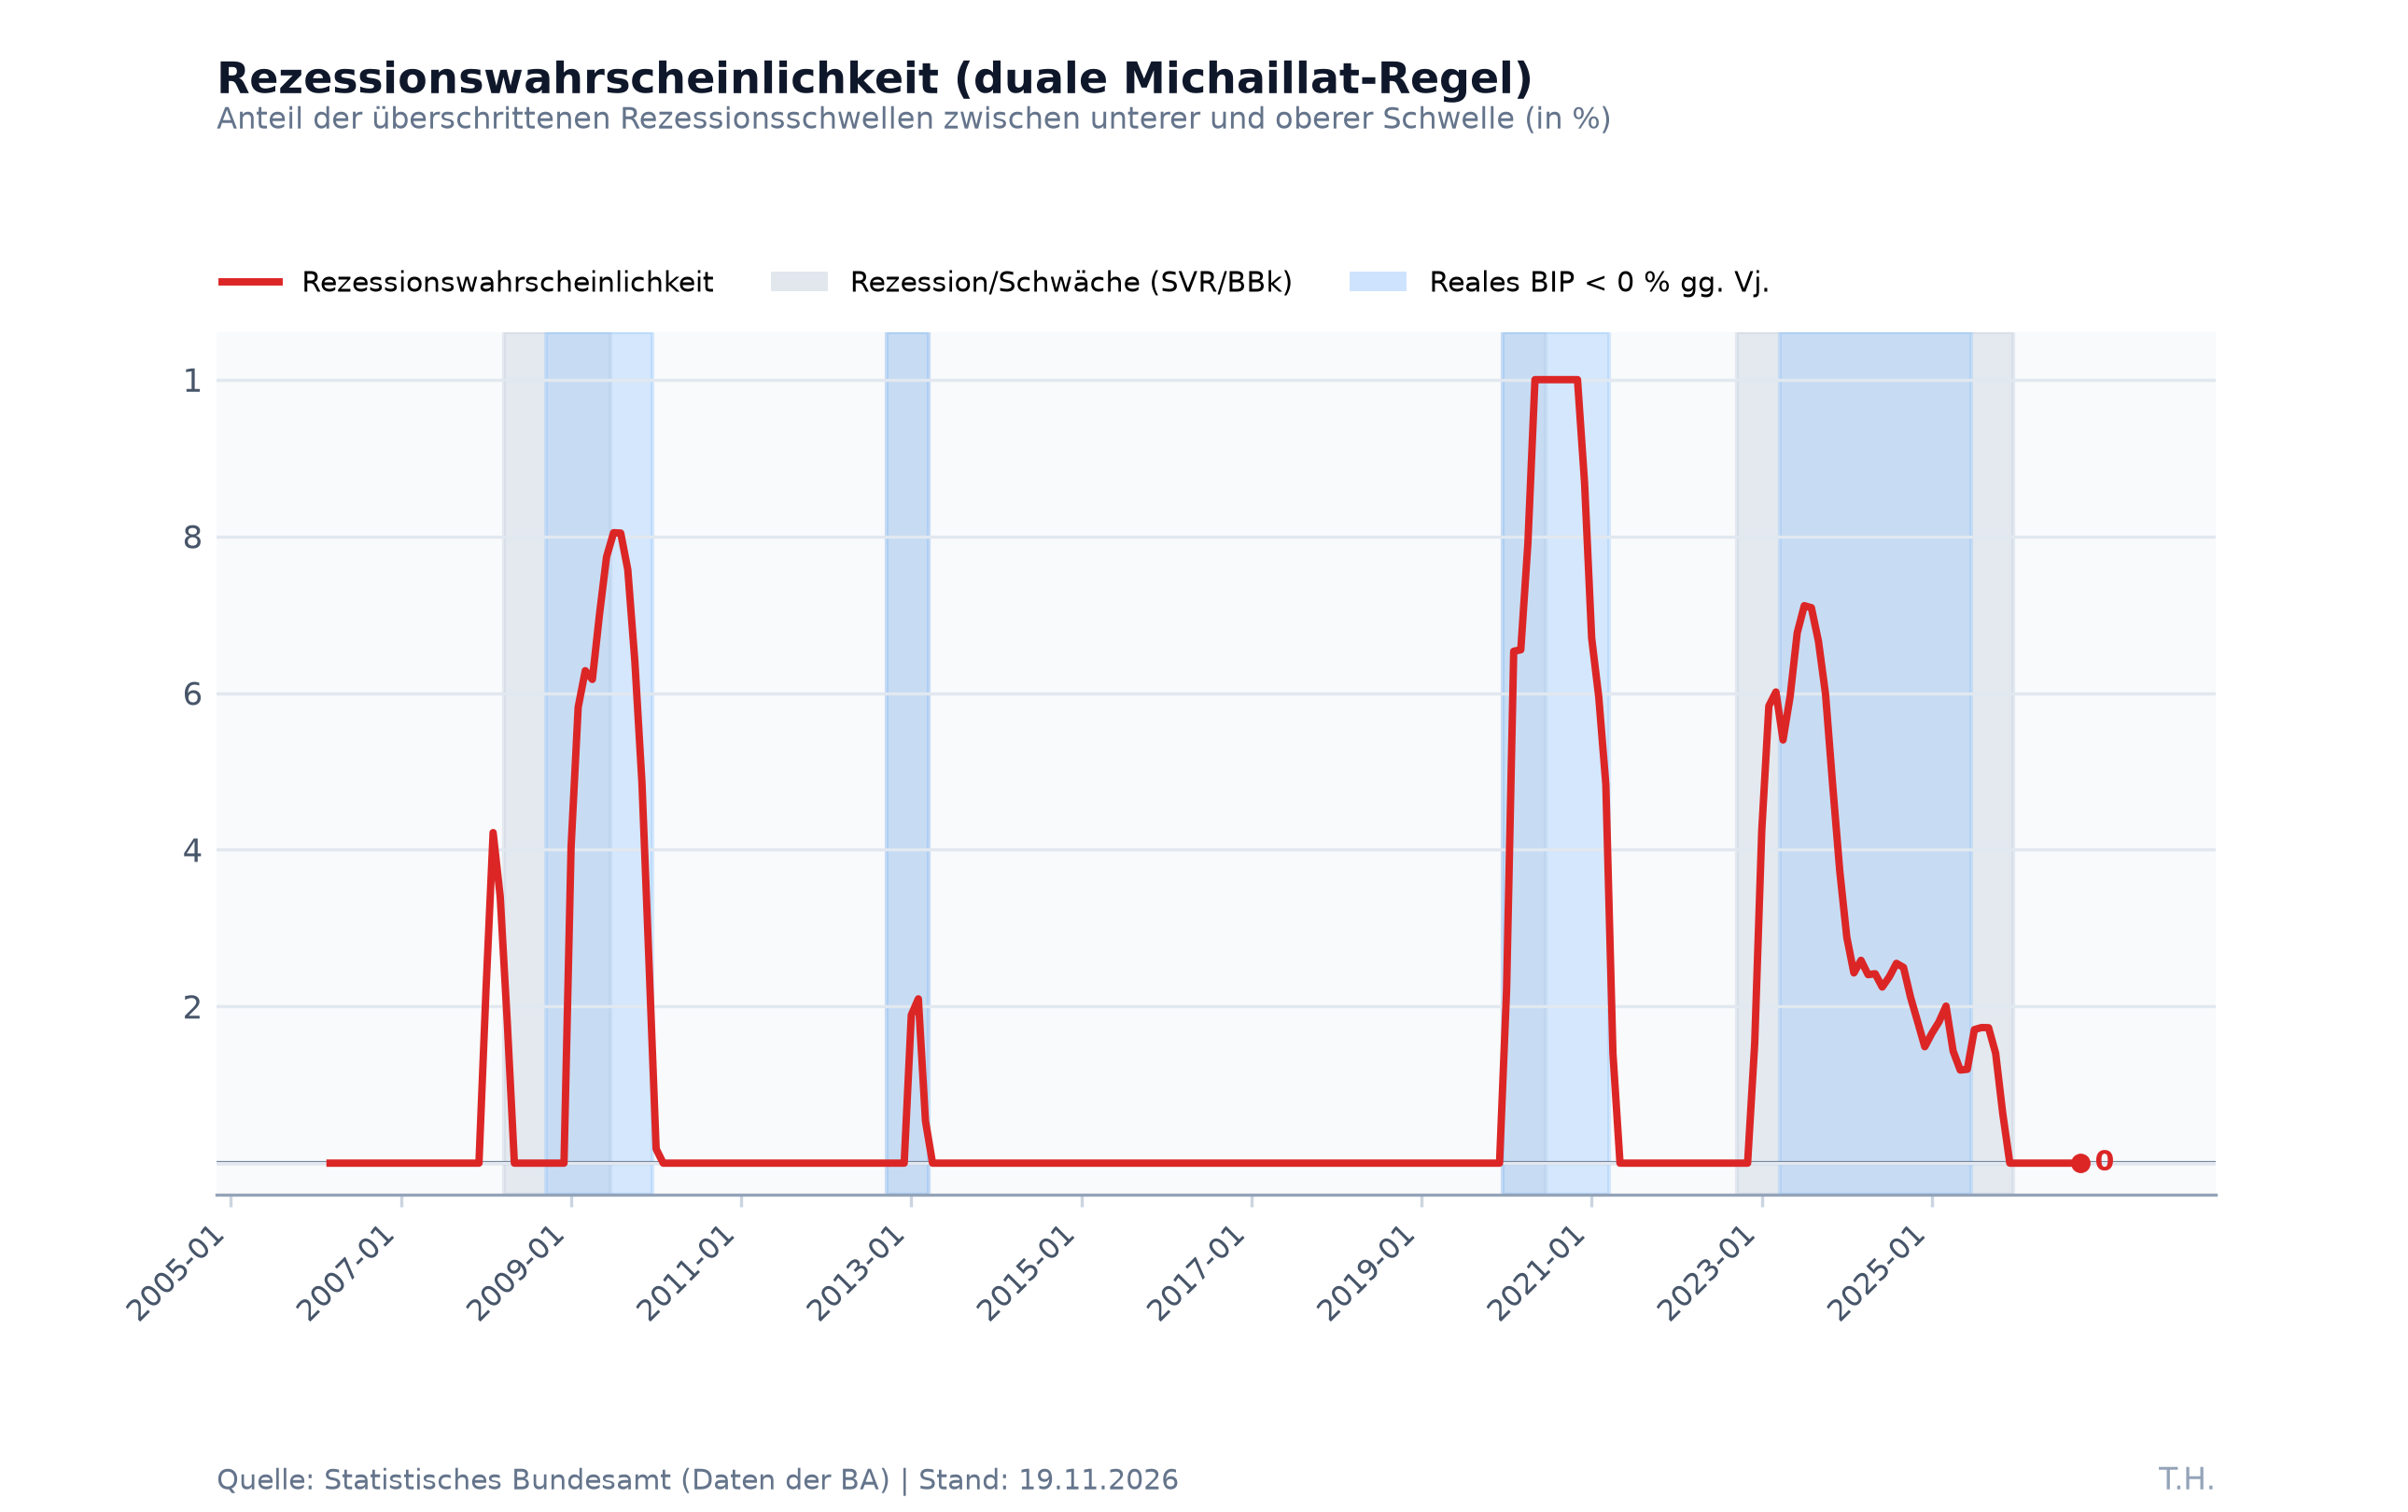 Rezessionswahrscheinlichkeit (duale Michaillat-Regel)
Anteil der überschrittenen Rezessionsschwellen zwischen unterer und oberer Schwelle (in %)
Rezessionswahrscheinlichkeit
Rezession/Schwäche (SVR/BBk)
Reales BIP < 0 % gg. Vj.
1
8
6
4
2
0
2005-01
2007-01
2009-01
2011-01
2013-01
2015-01
2017-01
2019-01
2021-01
2023-01
2025-01
Quelle: Statistisches Bundesamt (Daten der BA) | Stand: 19.11.2026
T.H.